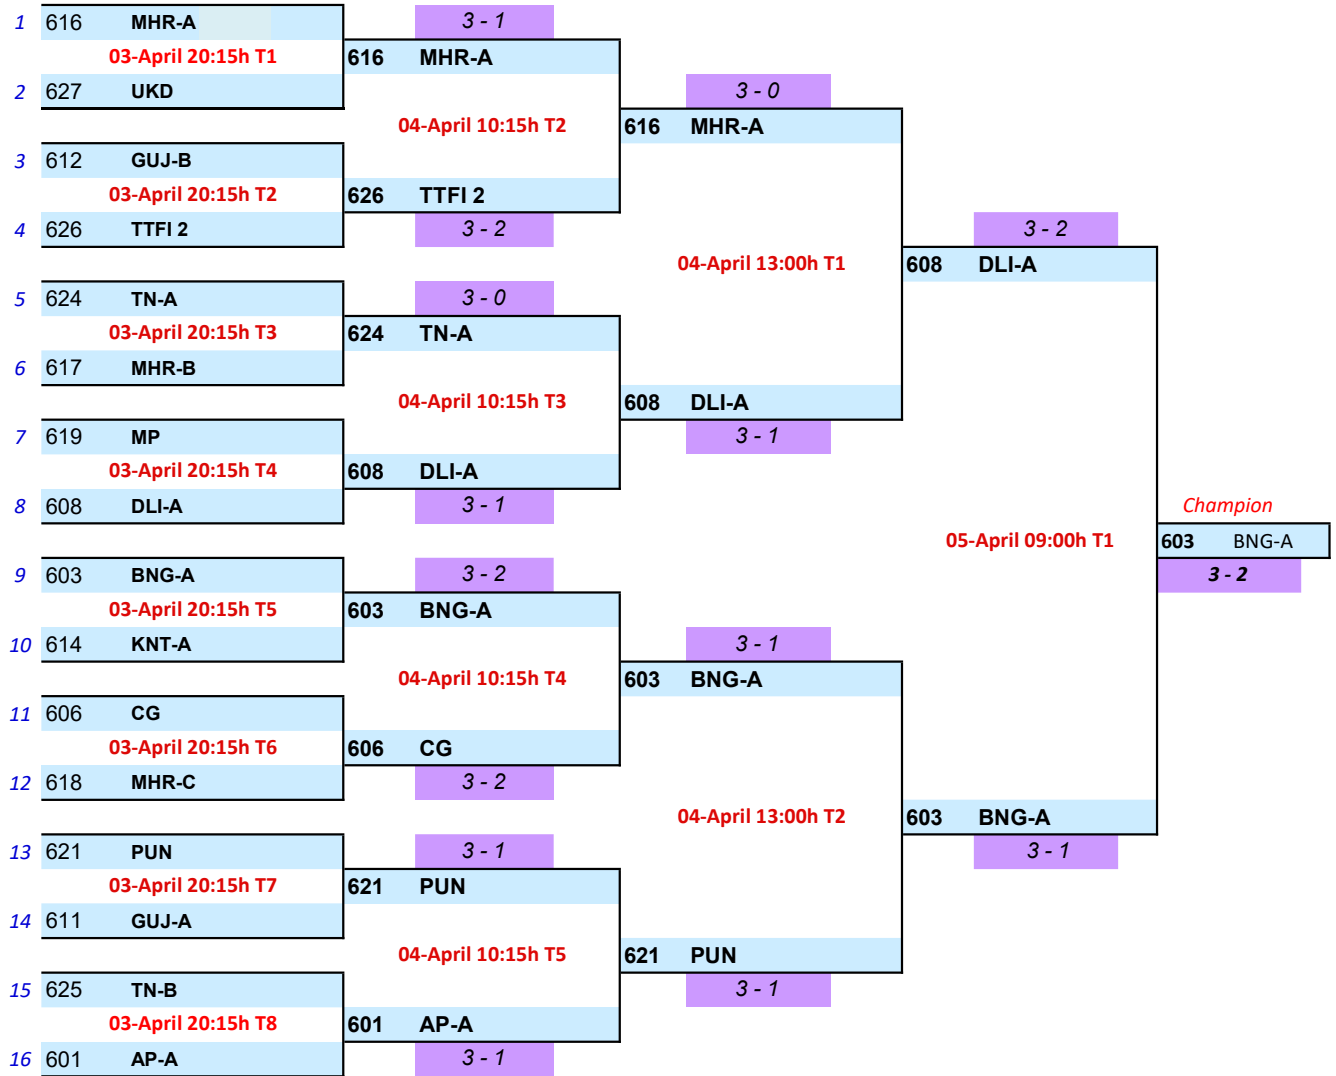 1 616 MHR-A 3 - 1
03-April 20:15h T1 616 MHR-A
2 627 UKD 3 - 0
04-April 10:15h T2 616 MHR-A
3 612 GUJ-B
03-April 20:15h T2 626 TTFI 2
4 626 TTFI 2 3 - 2 3 - 2
04-April 13:00h T1 608 DLI-A
5 624 TN-A 3 - 0
03-April 20:15h T3 624 TN-A
6 617 MHR-B
04-April 10:15h T3 608 DLI-A
7 619 MP 3 - 1
03-April 20:15h T4 608 DLI-A
8 608 DLI-A 3 - 1 Champion
05-April 09:00h T1 603 BNG-A
9 603 BNG-A 3 - 2 3 - 2
03-April 20:15h T5 603 BNG-A
10 614 KNT-A 3 - 1
04-April 10:15h T4 603 BNG-A
11 606 CG
03-April 20:15h T6 606 CG
12 618 MHR-C 3 - 2
04-April 13:00h T2 603 BNG-A
13 621 PUN 3 - 1 3 - 1
03-April 20:15h T7 621 PUN
14 611 GUJ-A
04-April 10:15h T5 621 PUN
15 625 TN-B 3 - 1
03-April 20:15h T8 601 AP-A
16 601 AP-A 3 - 1